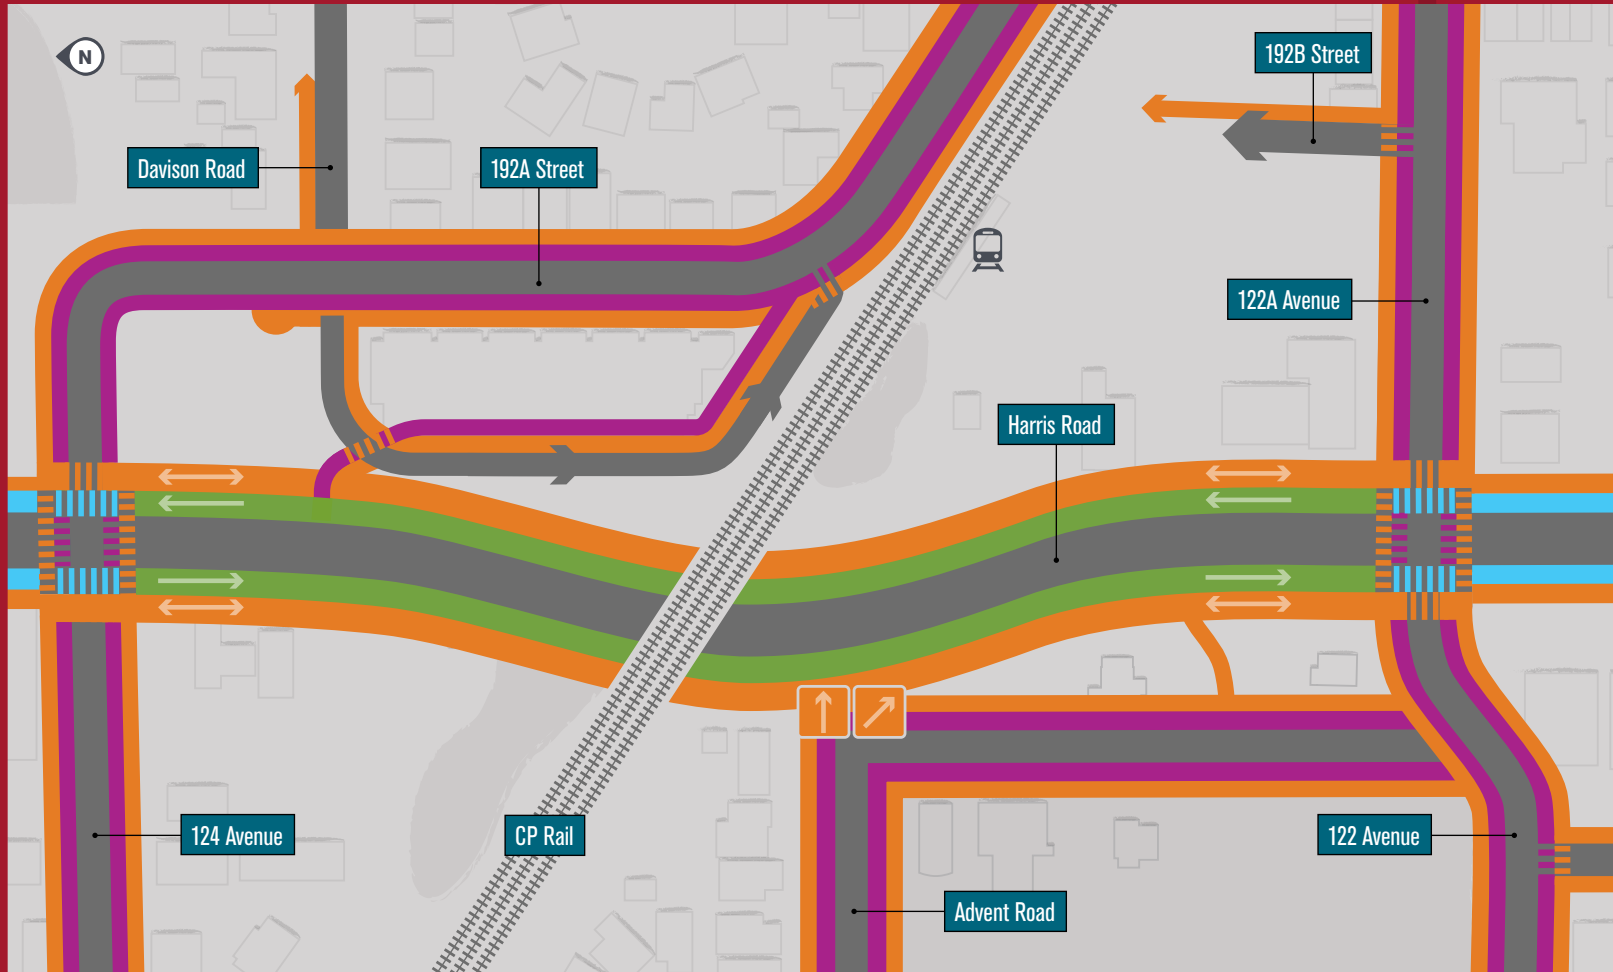 192B Street
N
Davison Road
192A Street
122A Avenue
Harris Road
124 Avenue
CP Rail
122 Avenue
Advent Road